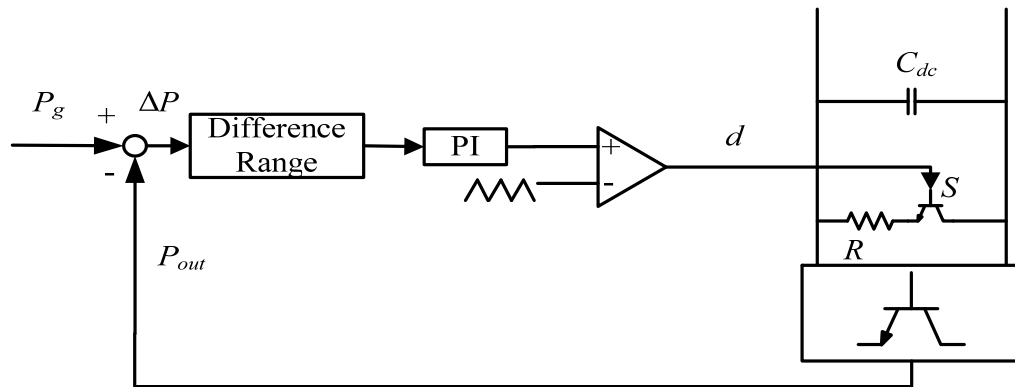 P_g
+
ΔP
-
Difference
Range
PI
+
-
d
C_dc
S
R
P_out